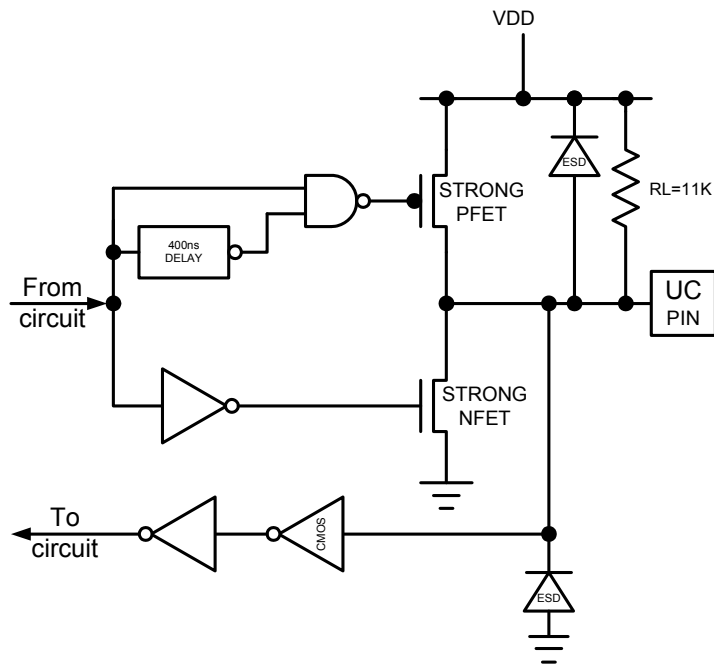 VDD
ESD
STRONG
PFET
RL=11K
400ns
DELAY
From
circuit
UC
PIN
STRONG
NFET
To
circuit
CMOS
ESD